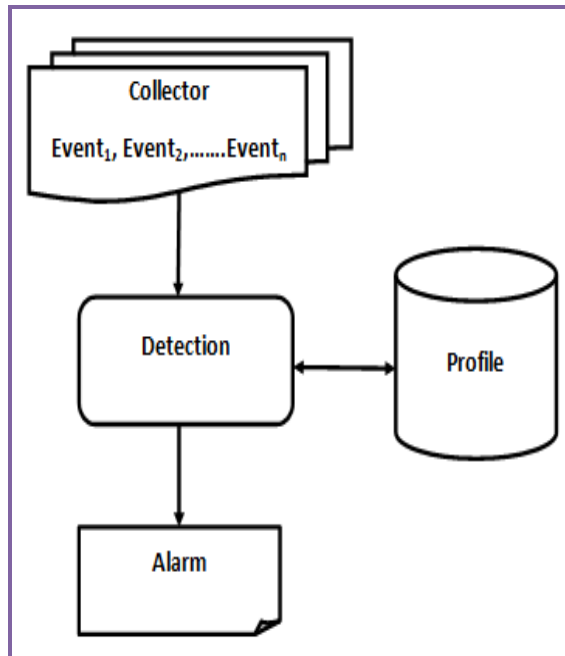 Collector
Event₁, Event₂,.......Eventₙ
Detection
Profile
Alarm